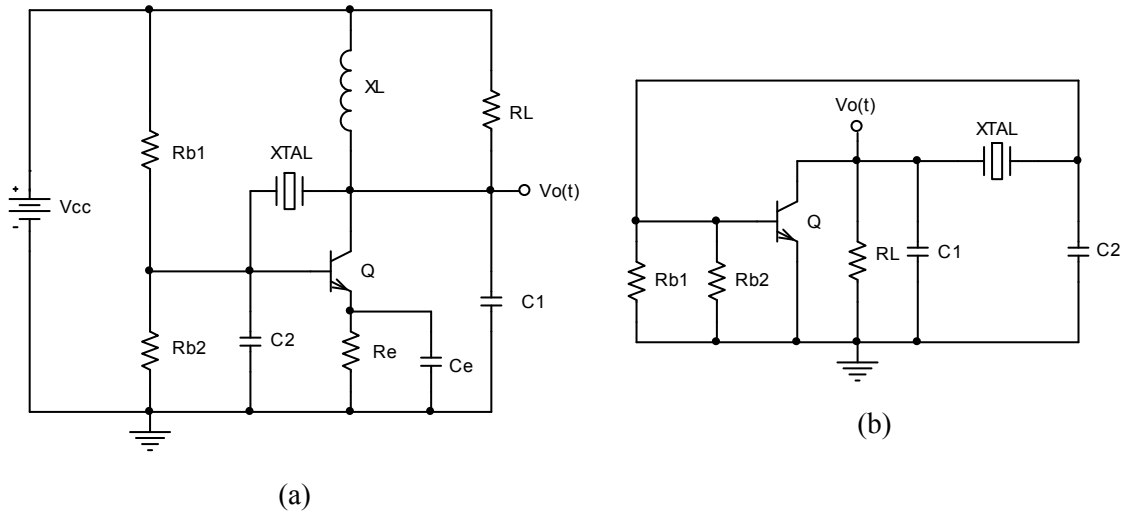 XL
RL
Rb1
XTAL
+
Vcc
-
Vo(t)
Q
Rb2
C2
Re
Ce
C1
(a)
Vo(t)
XTAL
Q
Rb1
Rb2
RL
C1
C2
(b)